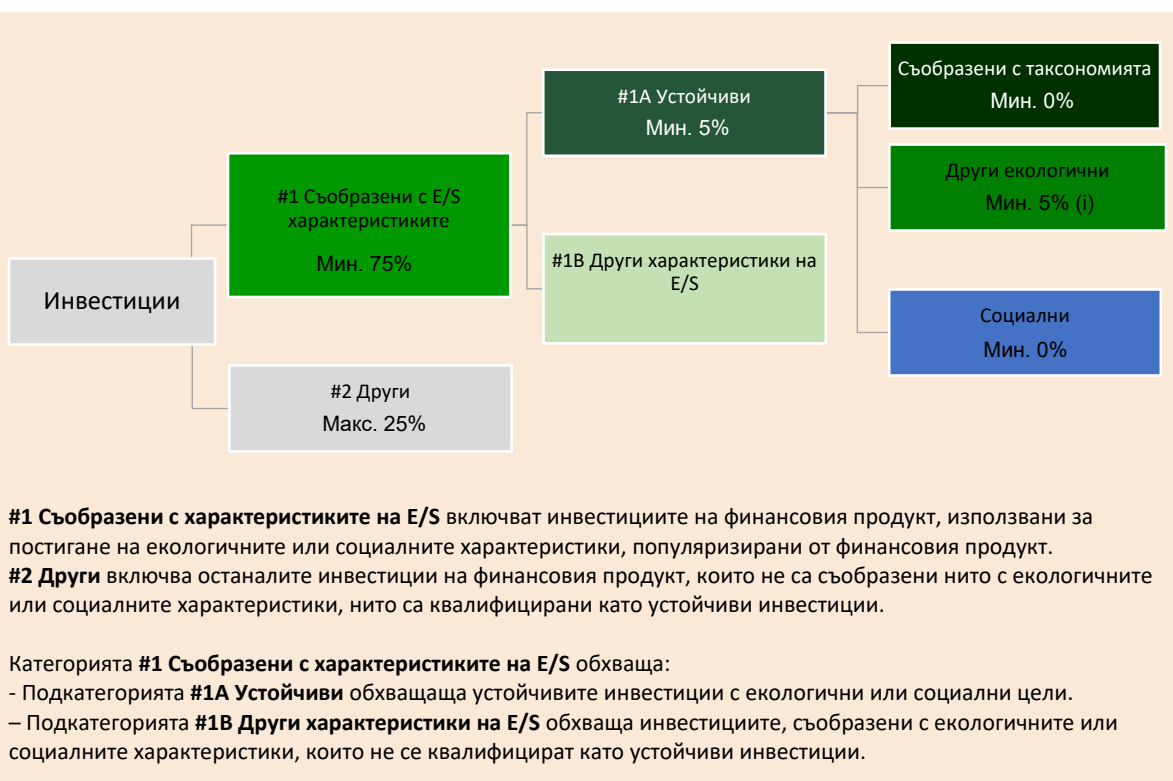 Инвестиции
#1 Съобразени с E/S
характеристиките
Мин. 75%
#2 Други
Макс. 25%
#1A Устойчиви
Мин. 5%
#1B Други характеристики на
E/S
Съобразени с таксономията
Мин. 0%
Други екологични
Мин. 5% (i)
Социални
Мин. 0%
#1 Съобразени с характеристиките на E/S включват инвестициите на финансовия продукт, използвани за
постигане на екологичните или социалните характеристики, популяризирани от финансовия продукт.
#2 Други включва останалите инвестиции на финансовия продукт, които не са съобразени нито с екологичните
или социалните характеристики, нито са квалифицирани като устойчиви инвестиции.
Категорията #1 Съобразени с характеристиките на E/S обхваща:
- Подкатегорията #1A Устойчиви обхващаща устойчивите инвестиции с екологични или социални цели.
– Подкатегорията #1B Други характеристики на E/S обхваща инвестициите, съобразени с екологичните или
социалните характеристики, които не се квалифицират като устойчиви инвестиции.